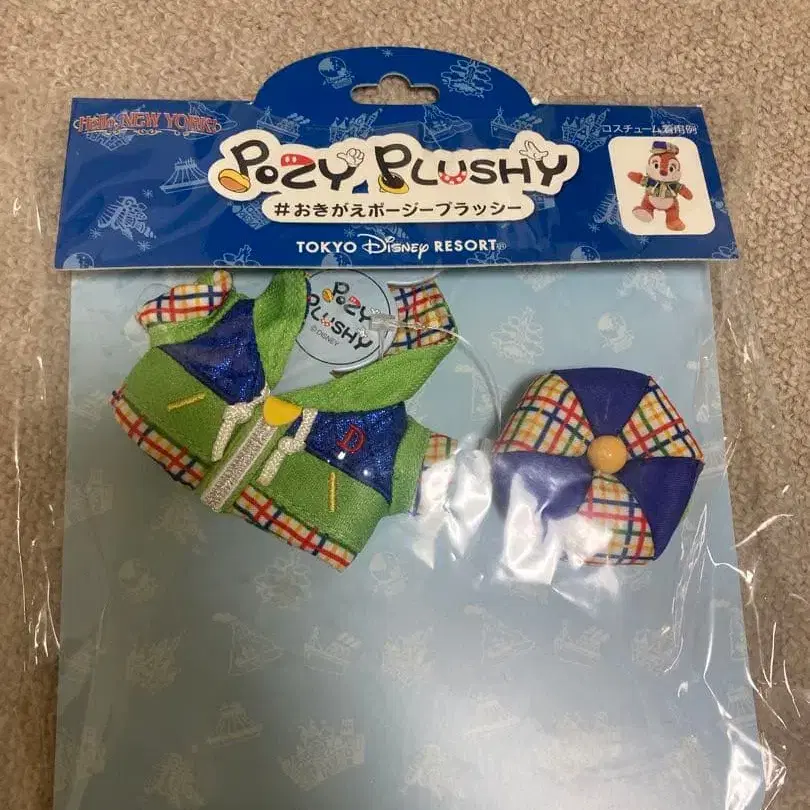 Hello, NEW YORK!
コスチューム着用例
POZY PLUSHY
#おきがえポージープラッシー
TOKYO DISNEY RESORT®
POZY
PLUSHY
©DISNEY
D